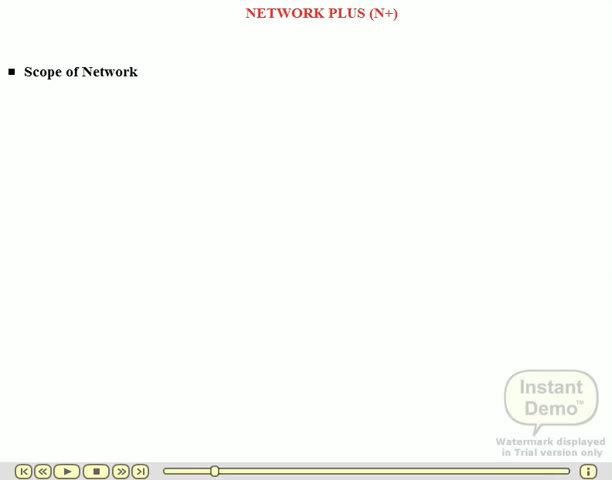 NETWORK PLUS (N+)
■ Scope of Network
Instant
Demo™
Watermark displayed
in Trial version only